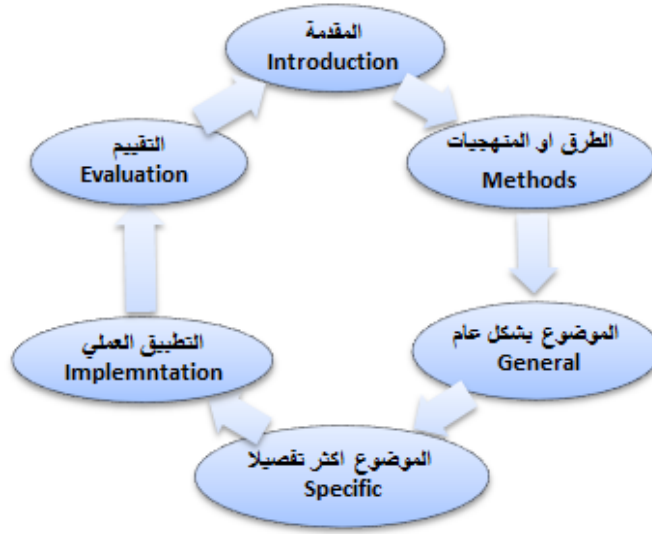 المقدمة
Introduction
الطرق او المنهجيات
Methods
الموضوع بشكل عام
General
الموضوع اكثر تفصيلا
Specific
التطبيق العملي
Implemntation
التقييم
Evaluation